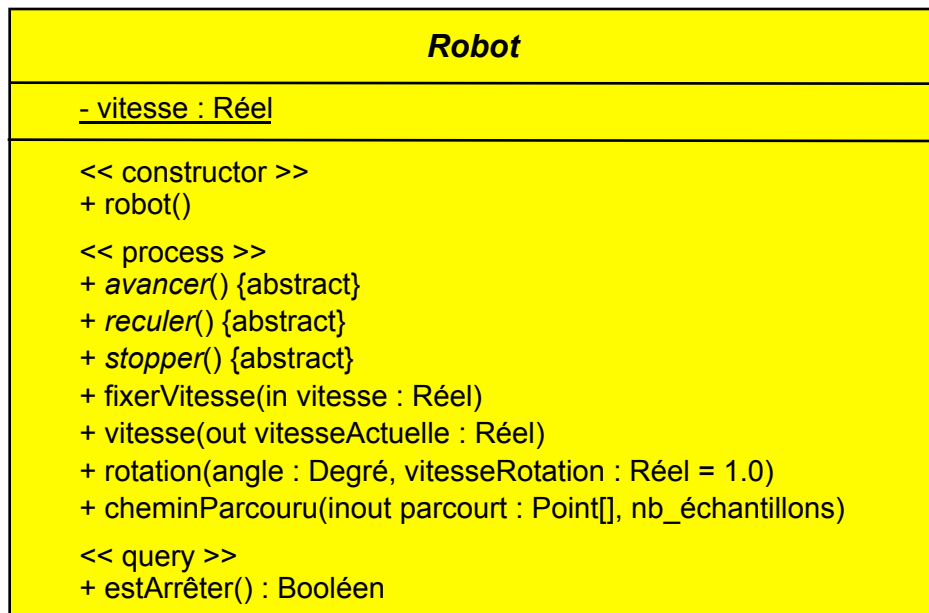 Robot
- vitesse : Réel
<< constructor >>
+ robot()
<< process >>
+ avancer() {abstract}
+ reculer() {abstract}
+ stopper() {abstract}
+ fixerVitesse(in vitesse : Réel)
+ vitesse(out vitesseActuelle : Réel)
+ rotation(angle : Degré, vitesseRotation : Réel = 1.0)
+ cheminParcouru(inout parcourt : Point[], nb_échantillons)
<< query >>
+ estArrêter() : Booléen